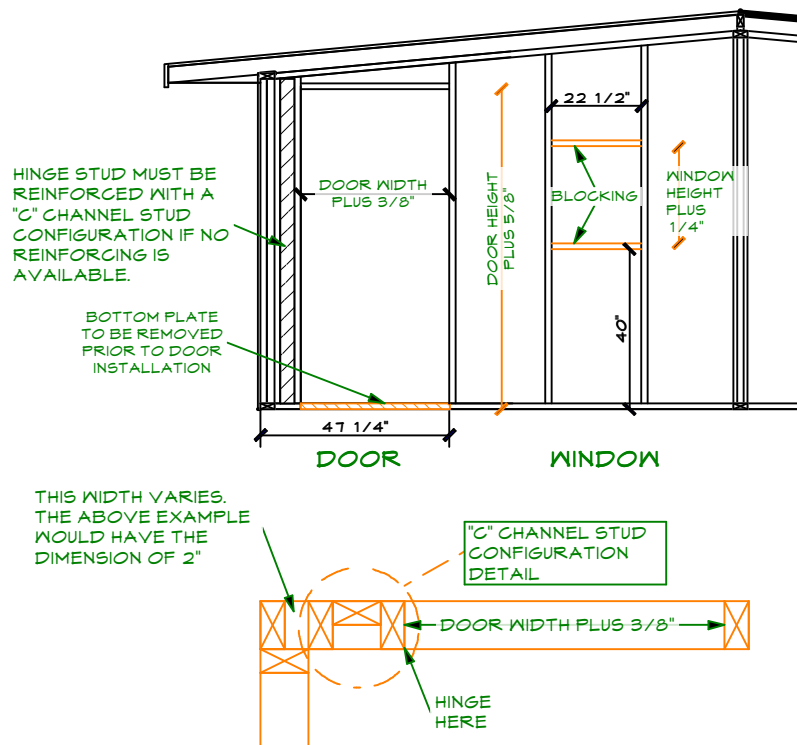 22 1/2"
HINGE STUD MUST BE
REINFORCED WITH A
"C" CHANNEL STUD
CONFIGURATION IF NO
REINFORCING IS
AVAILABLE.
DOOR WIDTH
PLUS 3/8"
DOOR HEIGHT
PLUS 5/8"
BLOCKING
WINDOW
HEIGHT
PLUS
1/4"
40"
BOTTOM PLATE
TO BE REMOVED
PRIOR TO DOOR
INSTALLATION
47 1/4"
DOOR
WINDOW
THIS WIDTH VARIES.
THE ABOVE EXAMPLE
WOULD HAVE THE
DIMENSION OF 2"
"C" CHANNEL STUD
CONFIGURATION
DETAIL
DOOR WIDTH PLUS 3/8"
HINGE
HERE